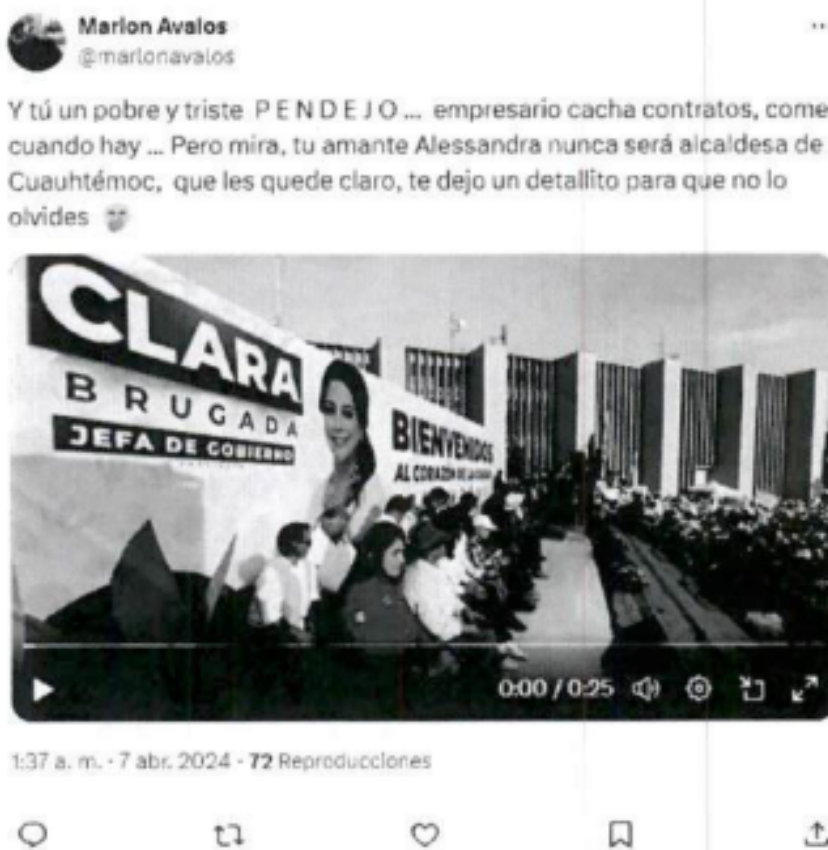 Marlon Avalos
@marlonavalos
Y tú un pobre y triste P E N D E J O ... empresario cacha contratos, come
cuando hay ... Pero mira, tu amante Alessandra nunca será alcaldesa de
Cuauhtémoc, que les quede claro, te dejo un detallito para que no lo
olvides
CLARA
BRUGADA
JEFA DE GOBIERNO
BIENVENIDOS
AL CORAZÓN DE LA
0:00 / 0:25
1:37 a. m. · 7 abr. 2024 · 72 Reproducciones